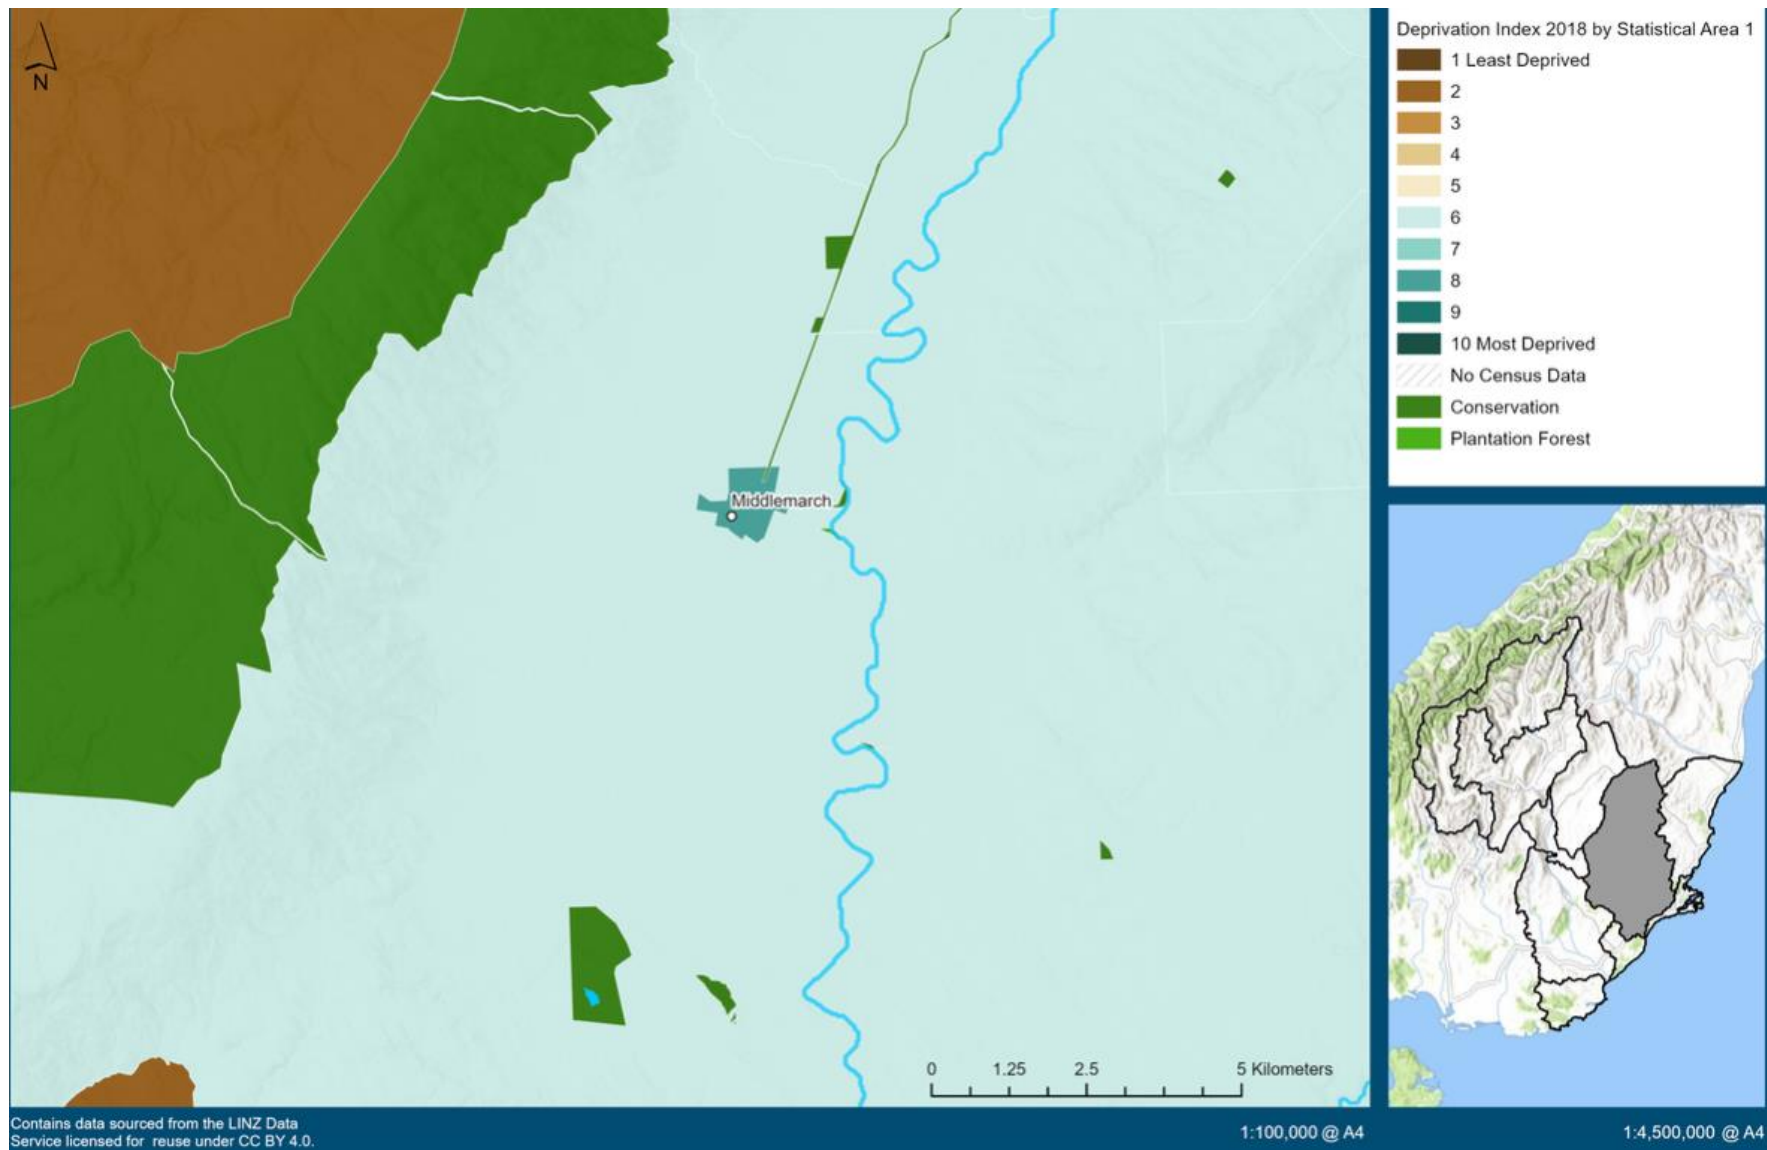 N
Middlemarch
0 1.25 2.5 5 Kilometers
Contains data sourced from the LINZ Data
Service licensed for reuse under CC BY 4.0.
1:100,000 @ A4
Deprivation Index 2018 by Statistical Area 1
1 Least Deprived
2
3
4
5
6
7
8
9
10 Most Deprived
No Census Data
Conservation
Plantation Forest
1:4,500,000 @ A4